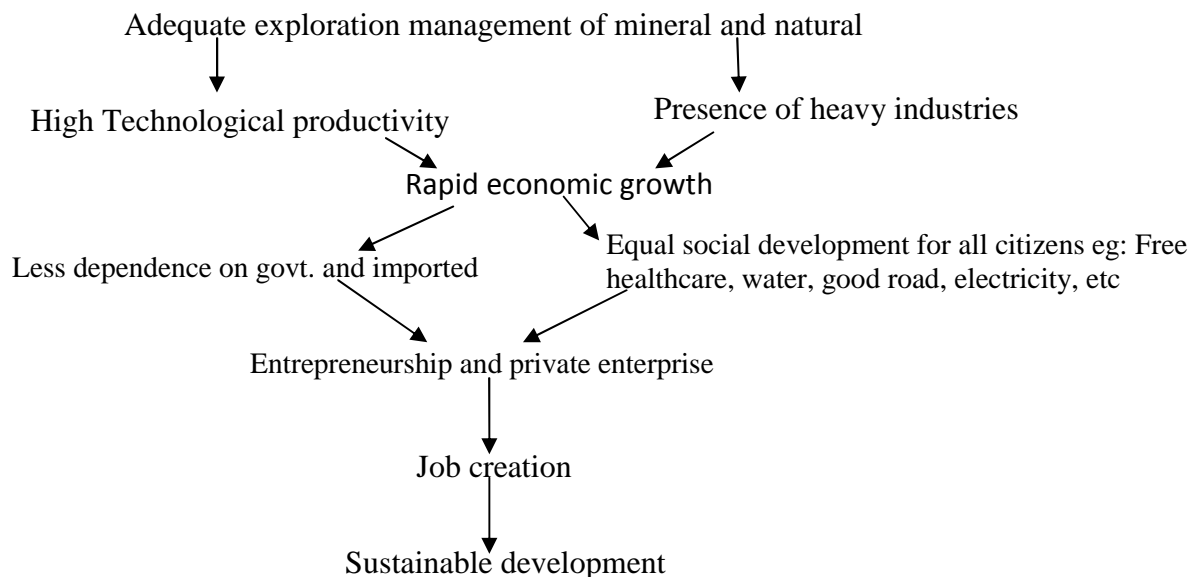 Adequate exploration management of mineral and natural
High Technological productivity
Presence of heavy industries
Rapid economic growth
Less dependence on govt. and imported
Equal social development for all citizens eg: Free
healthcare, water, good road, electricity, etc
Entrepreneurship and private enterprise
Job creation
Sustainable development